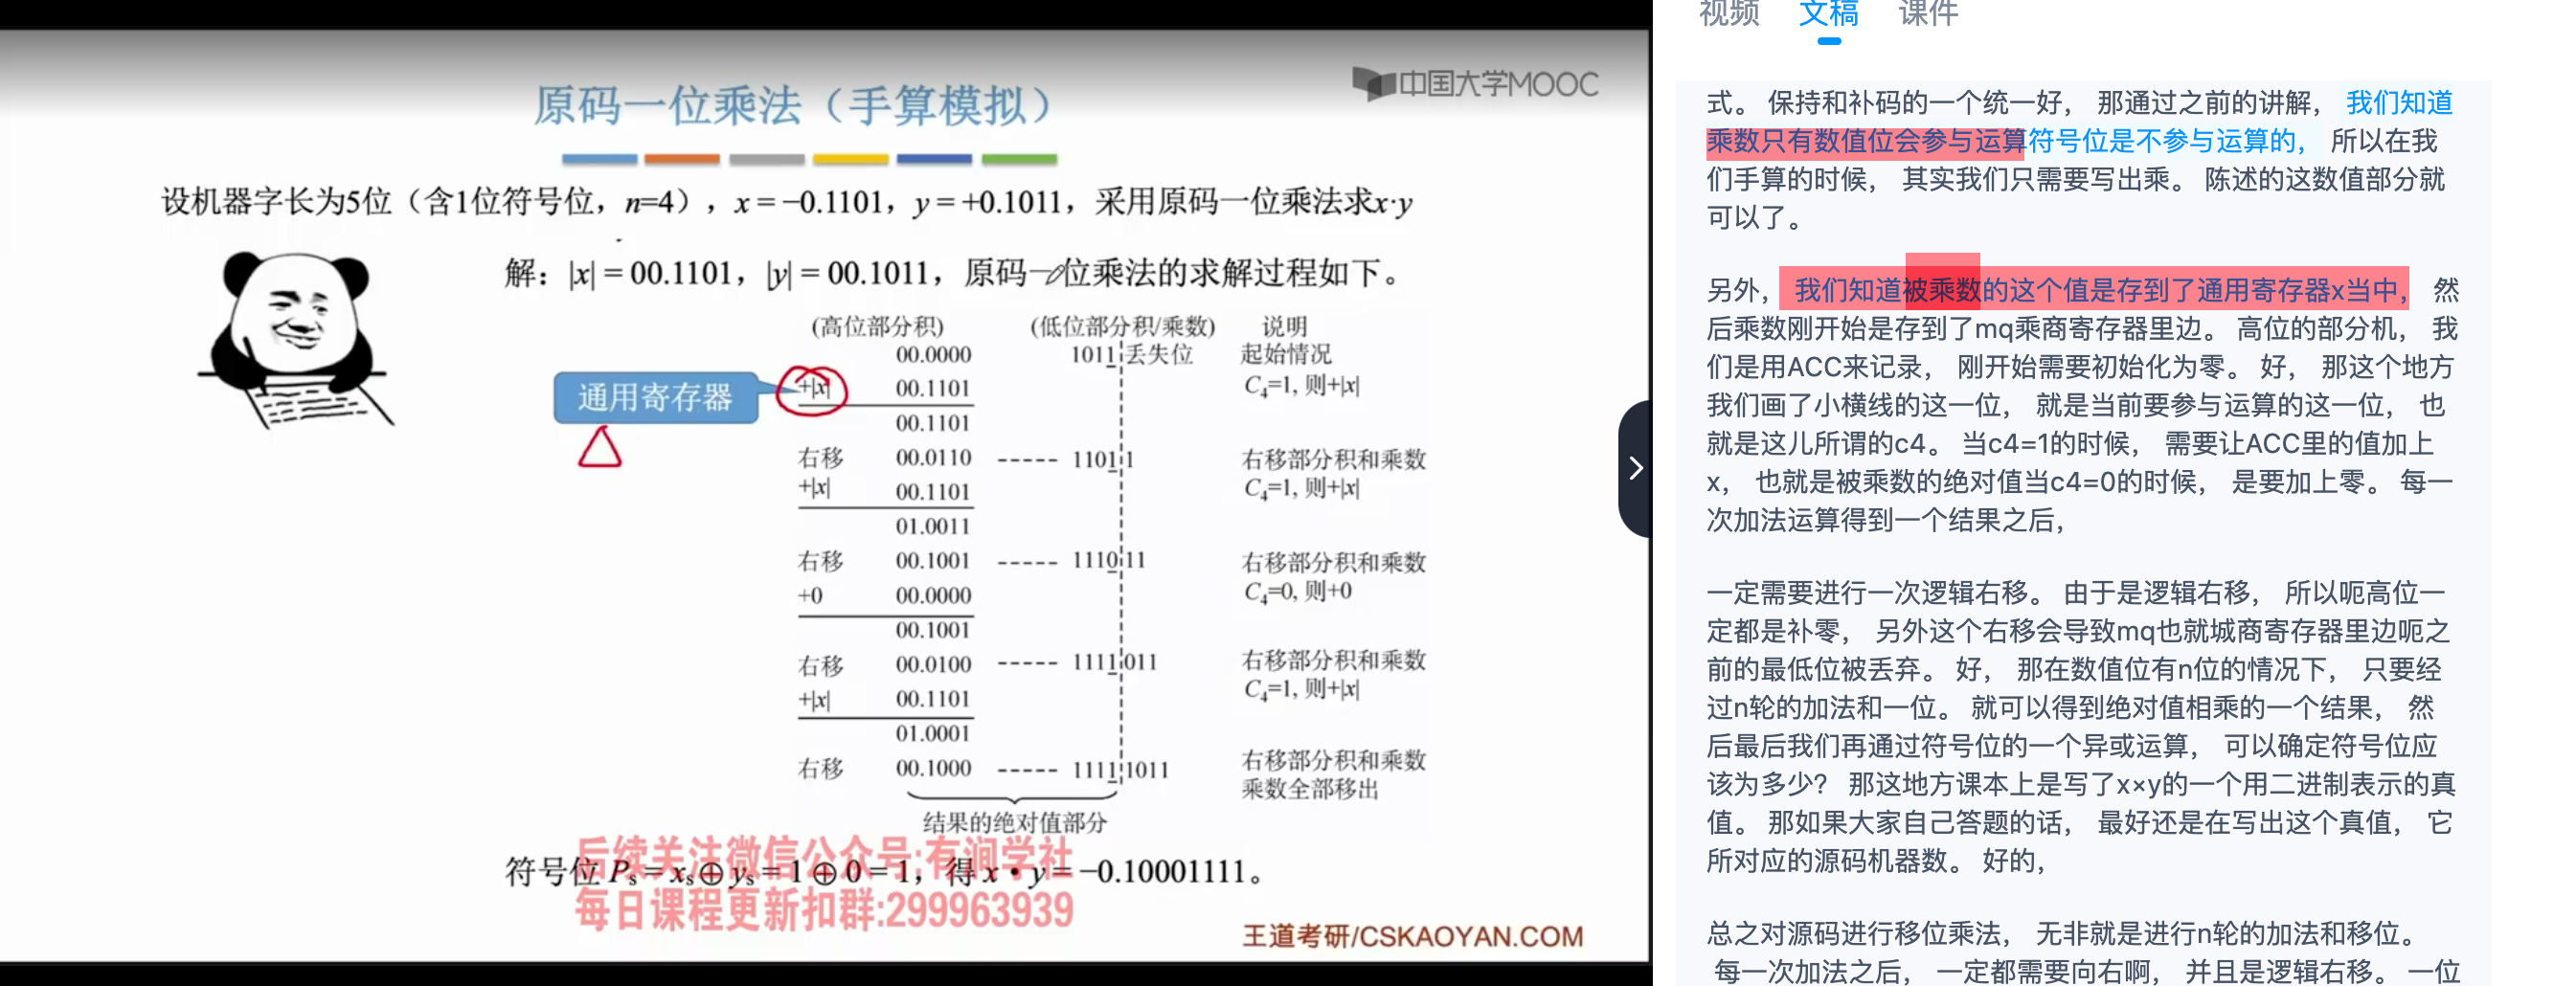 中国大学MOOC
原码一位乘法（手算模拟）
设机器字长为5位（含1位符号位，n=4），x = −0.1101，y = +0.1011，采用原码一位乘法求x·y
解：|x| = 00.1101，|y| = 00.1011，原码一位乘法的求解过程如下。
(高位部分积) (低位部分积/乘数) 说明
00.0000 1011 丢失位 起始情况
通用寄存器
+|x| 00.1101 C₄=1, 则+|x|
00.1101
右移 00.0110 ----- 1101 1 右移部分积和乘数
+|x| 00.1101 C₄=1, 则+|x|
01.0011
右移 00.1001 ----- 1110 11 右移部分积和乘数
+0 00.0000 C₄=0, 则+0
00.1001
右移 00.0100 ----- 1111 011 右移部分积和乘数
+|x| 00.1101 C₄=1, 则+|x|
01.0001
右移 00.1000 ----- 1111 1011 右移部分积和乘数
乘数全部移出
结果的绝对值部分
后续关注微信公众号:有涧学社
符号位 Pₛ = xₛ⊕yₛ = 1⊕0 = 1，得 x • y = −0.10001111。
每日课程更新扣群:299963939
王道考研/CSKAOYAN.COM
视频 文稿 课件
式。 保持和补码的一个统一好， 那通过之前的讲解， 我们知道
乘数只有数值位会参与运算符号位是不参与运算的， 所以在我
们手算的时候， 其实我们只需要写出乘。 陈述的这数值部分就
可以了。
另外， 我们知道被乘数的这个值是存到了通用寄存器x当中， 然
后乘数刚开始是存到了mq乘商寄存器里边。 高位的部分机， 我
们是用ACC来记录， 刚开始需要初始化为零。 好， 那这个地方
我们画了小横线的这一位， 就是当前要参与运算的这一位， 也
就是这儿所谓的c4。 当c4=1的时候， 需要让ACC里的值加上
x， 也就是被乘数的绝对值当c4=0的时候， 是要加上零。 每一
次加法运算得到一个结果之后，
一定需要进行一次逻辑右移。 由于是逻辑右移， 所以呃高位一
定都是补零， 另外这个右移会导致mq也就城商寄存器里边呃之
前的最低位被丢弃。 好， 那在数值位有n位的情况下， 只要经
过n轮的加法和一位。 就可以得到绝对值相乘的一个结果， 然
后最后我们再通过符号位的一个异或运算， 可以确定符号位应
该为多少？ 那这地方课本上是写了x×y的一个用二进制表示的真
值。 那如果大家自己答题的话， 最好还是在写出这个真值， 它
所对应的源码机器数。 好的，
总之对源码进行移位乘法， 无非就是进行n轮的加法和移位。
每一次加法之后， 一定都需要向右啊， 并且是逻辑右移。 一位